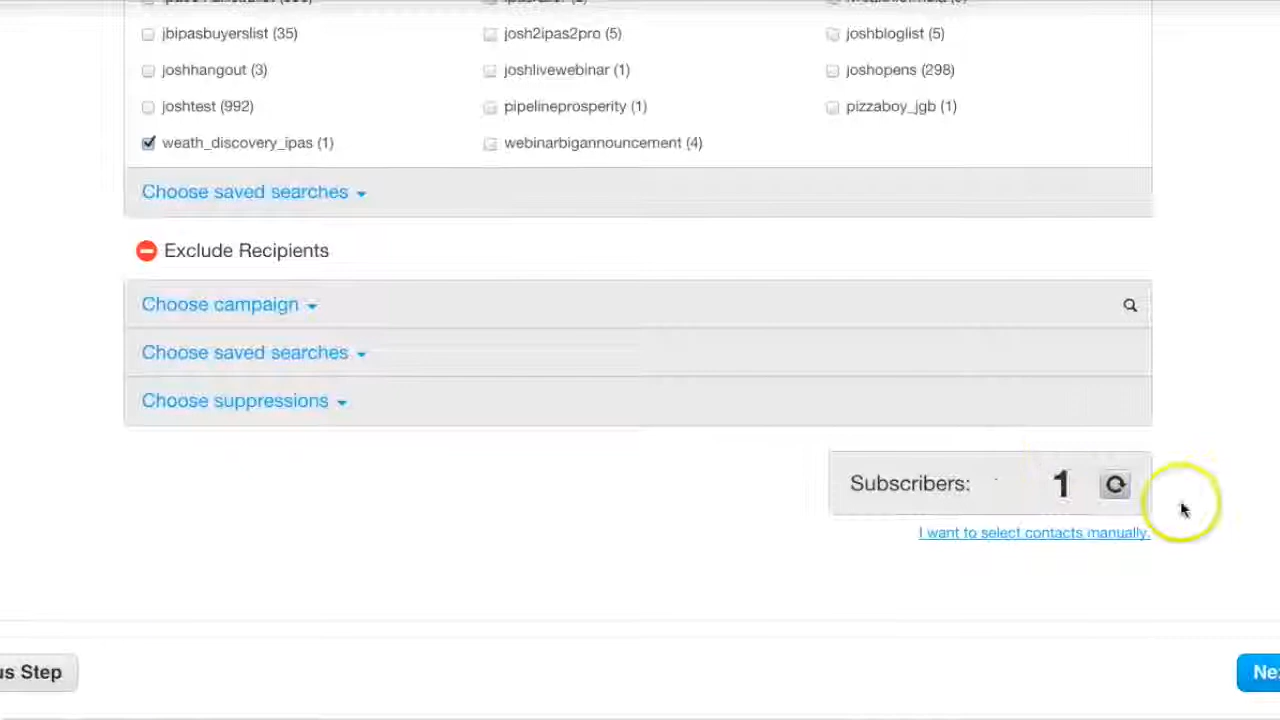 jbipasbuyerslist (35) josh2ipas2pro (5) joshbloglist (5)
joshhangout (3) joshlivewebinar (1) joshopens (298)
joshtest (992) pipelineprosperity (1) pizzaboy_jgb (1)
weath_discovery_ipas (1) webinarbigannouncement (4)
Choose saved searches
Exclude Recipients
Choose campaign
Choose saved searches
Choose suppressions
Subscribers: 1
I want to select contacts manually.
us Step
Ne